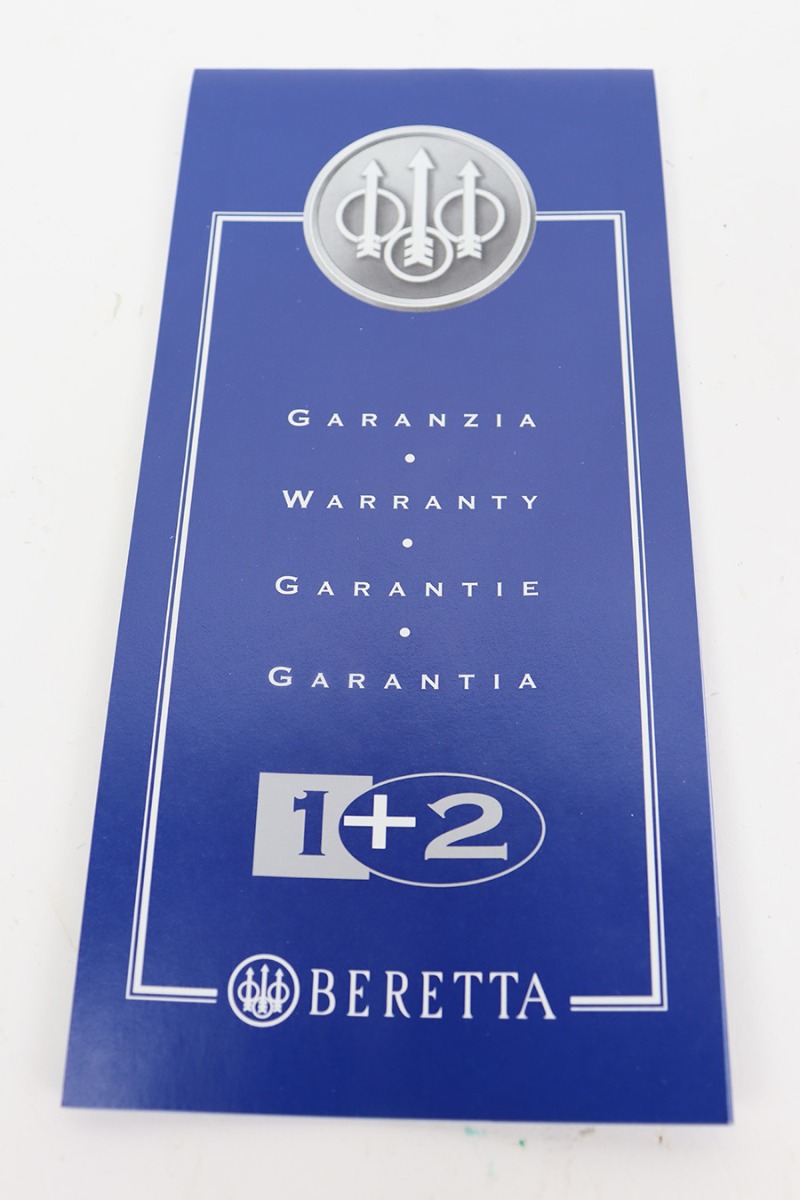 GARANZIA
•
WARRANTY
•
GARANTIE
•
GARANTIA
1+2
BERETTA